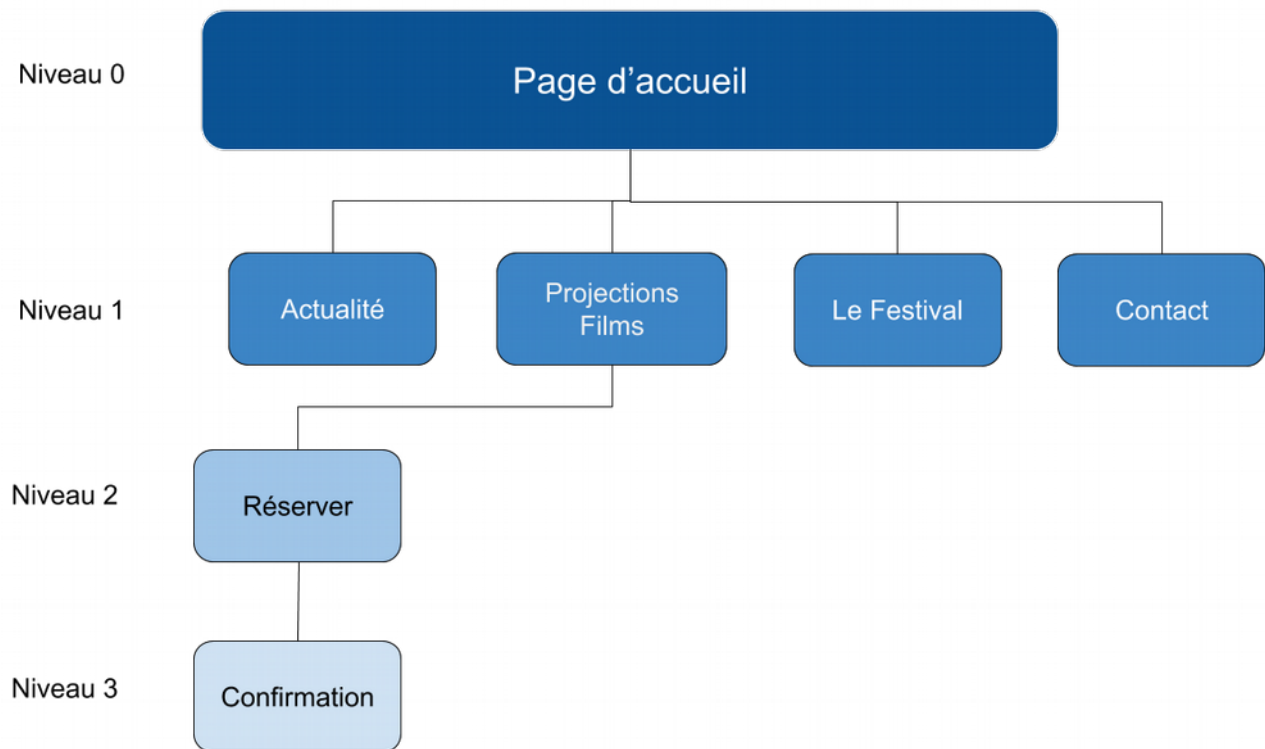 Niveau 0
Page d’accueil
Niveau 1
Actualité
Projections
Films
Le Festival
Contact
Niveau 2
Réserver
Niveau 3
Confirmation